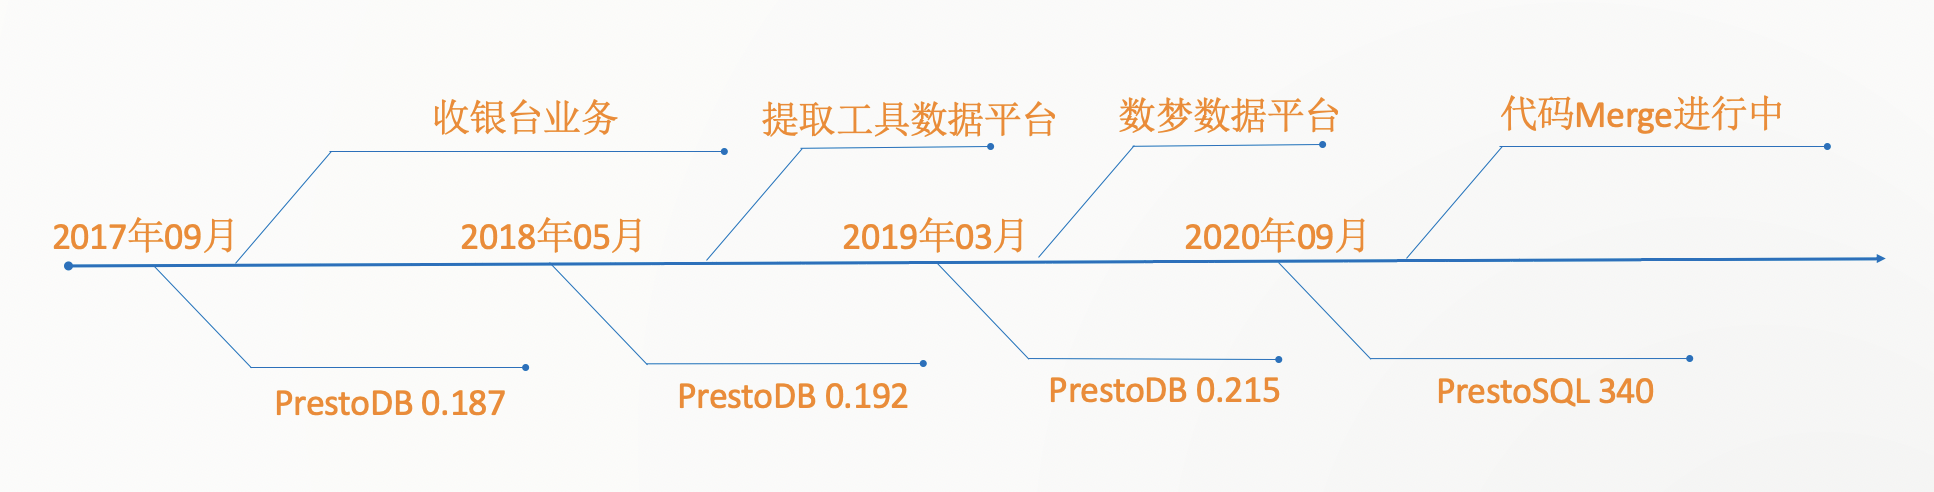 收银台业务
提取工具数据平台
数梦数据平台
代码Merge进行中
2017年09月
2018年05月
2019年03月
2020年09月
PrestoDB 0.187
PrestoDB 0.192
PrestoDB 0.215
PrestoSQL 340